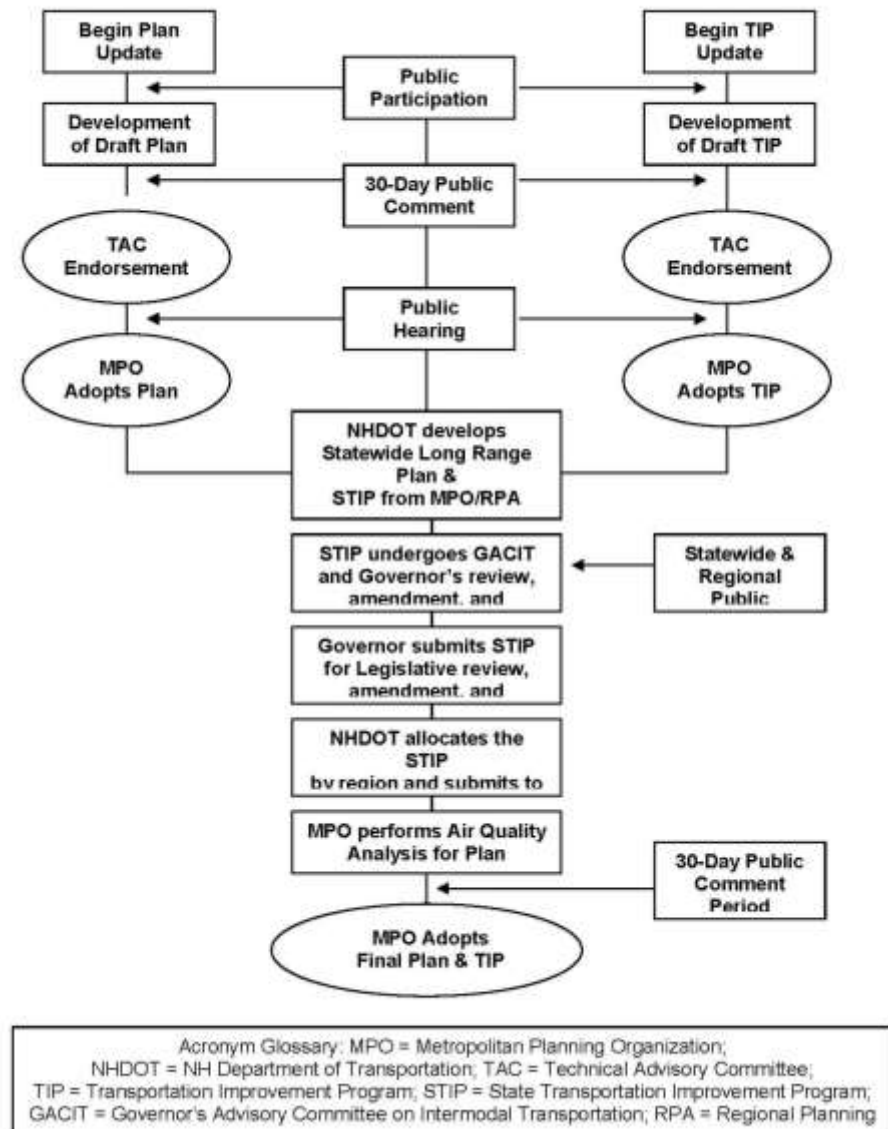 Begin Plan
Update
Begin TIP
Update
Public
Participation
Development
of Draft Plan
Development
of Draft TIP
30-Day Public
Comment
TAC
Endorsement
TAC
Endorsement
Public
Hearing
MPO
Adopts Plan
MPO
Adopts TIP
NHDOT develops
Statewide Long Range
Plan &
STIP from MPO/RPA
STIP undergoes GACIT
and Governor's review,
amendment, and
Statewide &
Regional
Public
Governor submits STIP
for Legislative review,
amendment, and
NHDOT allocates the
STIP
by region and submits to
MPO performs Air Quality
Analysis for Plan
30-Day Public
Comment
Period
MPO Adopts
Final Plan & TIP
Acronym Glossary: MPO = Metropolitan Planning Organization;
NHDOT = NH Department of Transportation; TAC = Technical Advisory Committee;
TIP = Transportation Improvement Program; STIP = State Transportation Improvement Program;
GACIT = Governor's Advisory Committee on Intermodal Transportation; RPA = Regional Planning